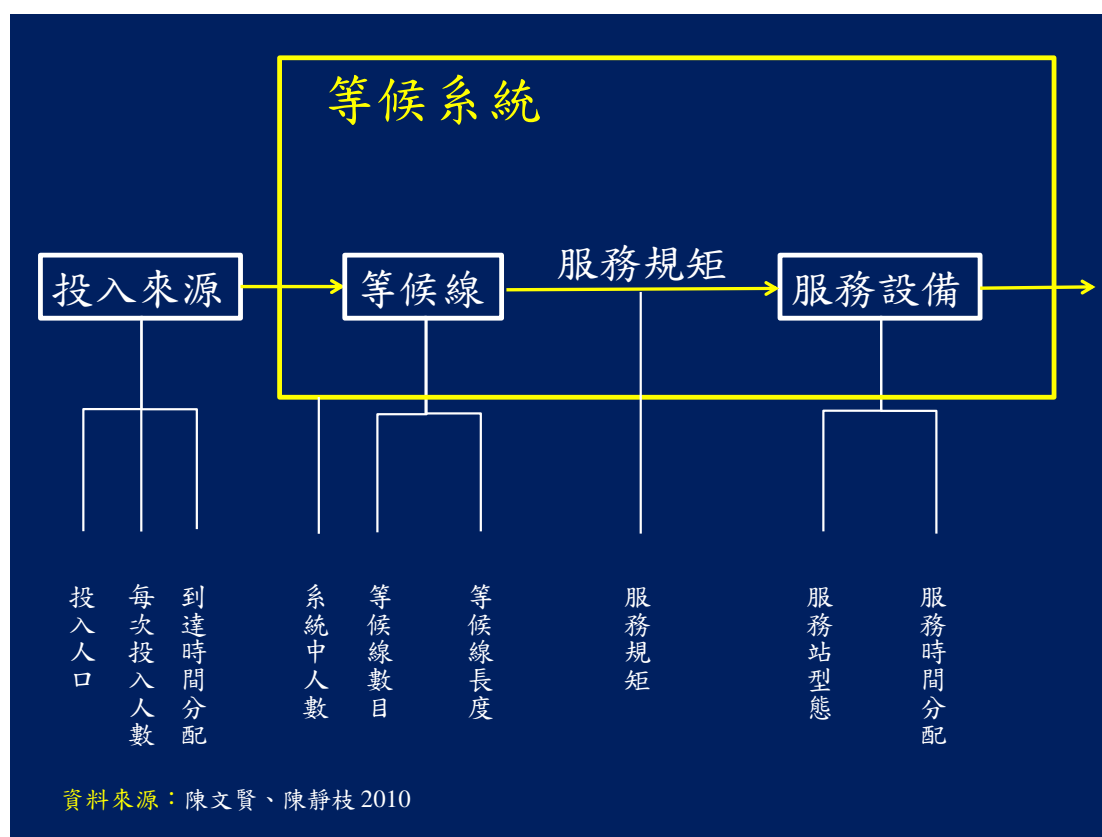 等候系統
投入來源
等候線
服務規矩
服務設備
投入人口
每次投入人數
到達時間分配
系統中人數
等候線數目
等候線長度
服務規矩
服務站型態
服務時間分配
資料來源：陳文賢、陳靜枝 2010